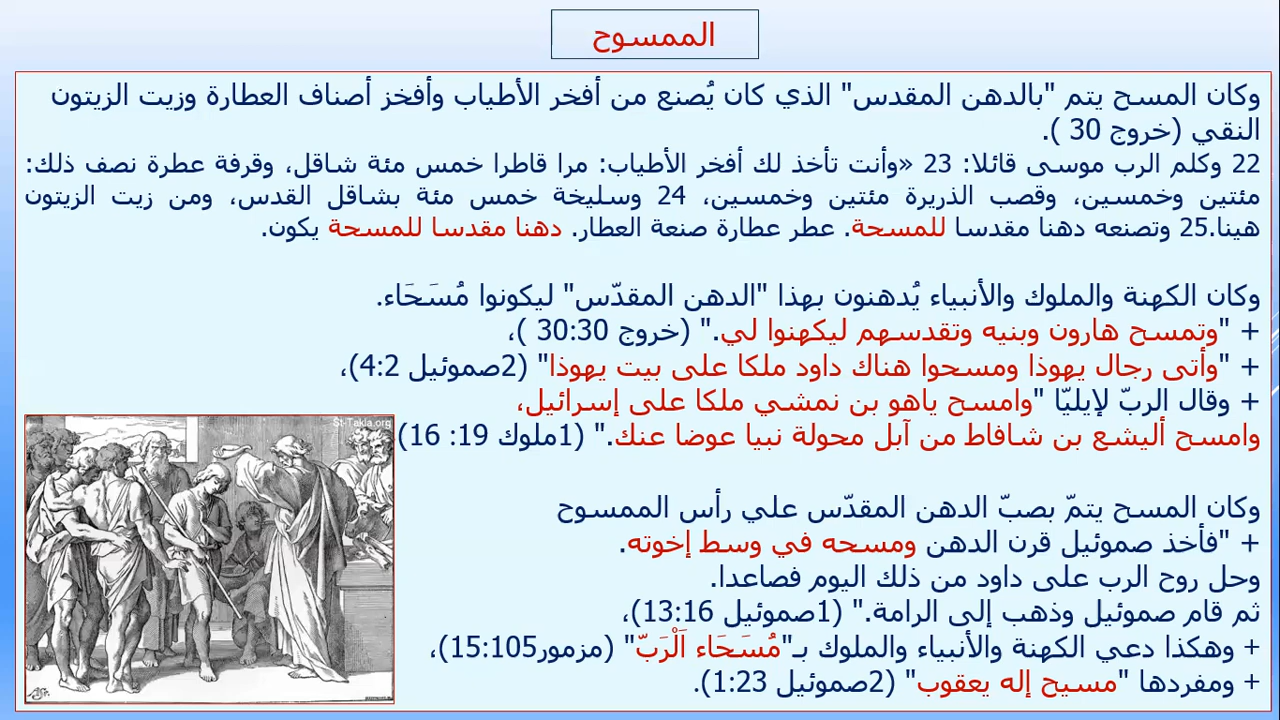 الممسوح
وكان المسح يتم "بالدهن المقدس" الذي كان يُصنع من أفخر الأطياب وأفخز أصناف العطارة وزيت الزيتون
النقي (خروج 30 ).
22 وكلم الرب موسى قائلا: 23 «وأنت تأخذ لك أفخر الأطياب: مرا قاطرا خمس مئة شاقل، وقرفة عطرة نصف ذلك:
مئتين وخمسين، وقصب الذريرة مئتين وخمسين، 24 وسليخة خمس مئة بشاقل القدس، ومن زيت الزيتون
هينا.25 وتصنعه دهنا مقدسا للمسحة. عطر عطارة صنعة العطار. دهنا مقدسا للمسحة يكون.
وكان الكهنة والملوك والأنبياء يُدهنون بهذا "الدهن المقدّس" ليكونوا مُسَحَاء.
+ "وتمسح هارون وبنيه وتقدسهم ليكهنوا لي." (خروج 30:30 )،
+ "وأتى رجال يهوذا ومسحوا هناك داود ملكا على بيت يهوذا" (2صموئيل 4:2)،
+ وقال الربّ لإيليّا "وامسح ياهو بن نمشي ملكا على إسرائيل،
وامسح أليشع بن شافاط من آبل محولة نبيا عوضا عنك." (1ملوك 19: 16)
وكان المسح يتمّ بصبّ الدهن المقدّس علي رأس الممسوح
+ "فأخذ صموئيل قرن الدهن ومسحه في وسط إخوته.
وحل روح الرب على داود من ذلك اليوم فصاعدا.
ثم قام صموئيل وذهب إلى الرامة." (1صموئيل 13:16)،
+ وهكذا دعي الكهنة والأنبياء والملوك بـ"مُسَحَاء اَلْرَبّ" (مزمور15:105)،
+ ومفردها "مسيح إله يعقوب" (2صموئيل 1:23).
St-Takla.org